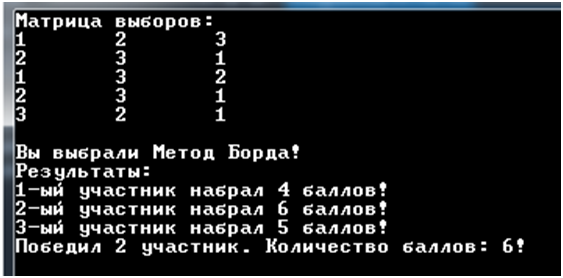 Матрица выборов:
1 2 3
2 3 1
1 3 2
2 3 1
3 2 1
Вы выбрали Метод Борда!
Результаты:
1-ый участник набрал 4 баллов!
2-ый участник набрал 6 баллов!
3-ый участник набрал 5 баллов!
Победил 2 участник. Количество баллов: 6!